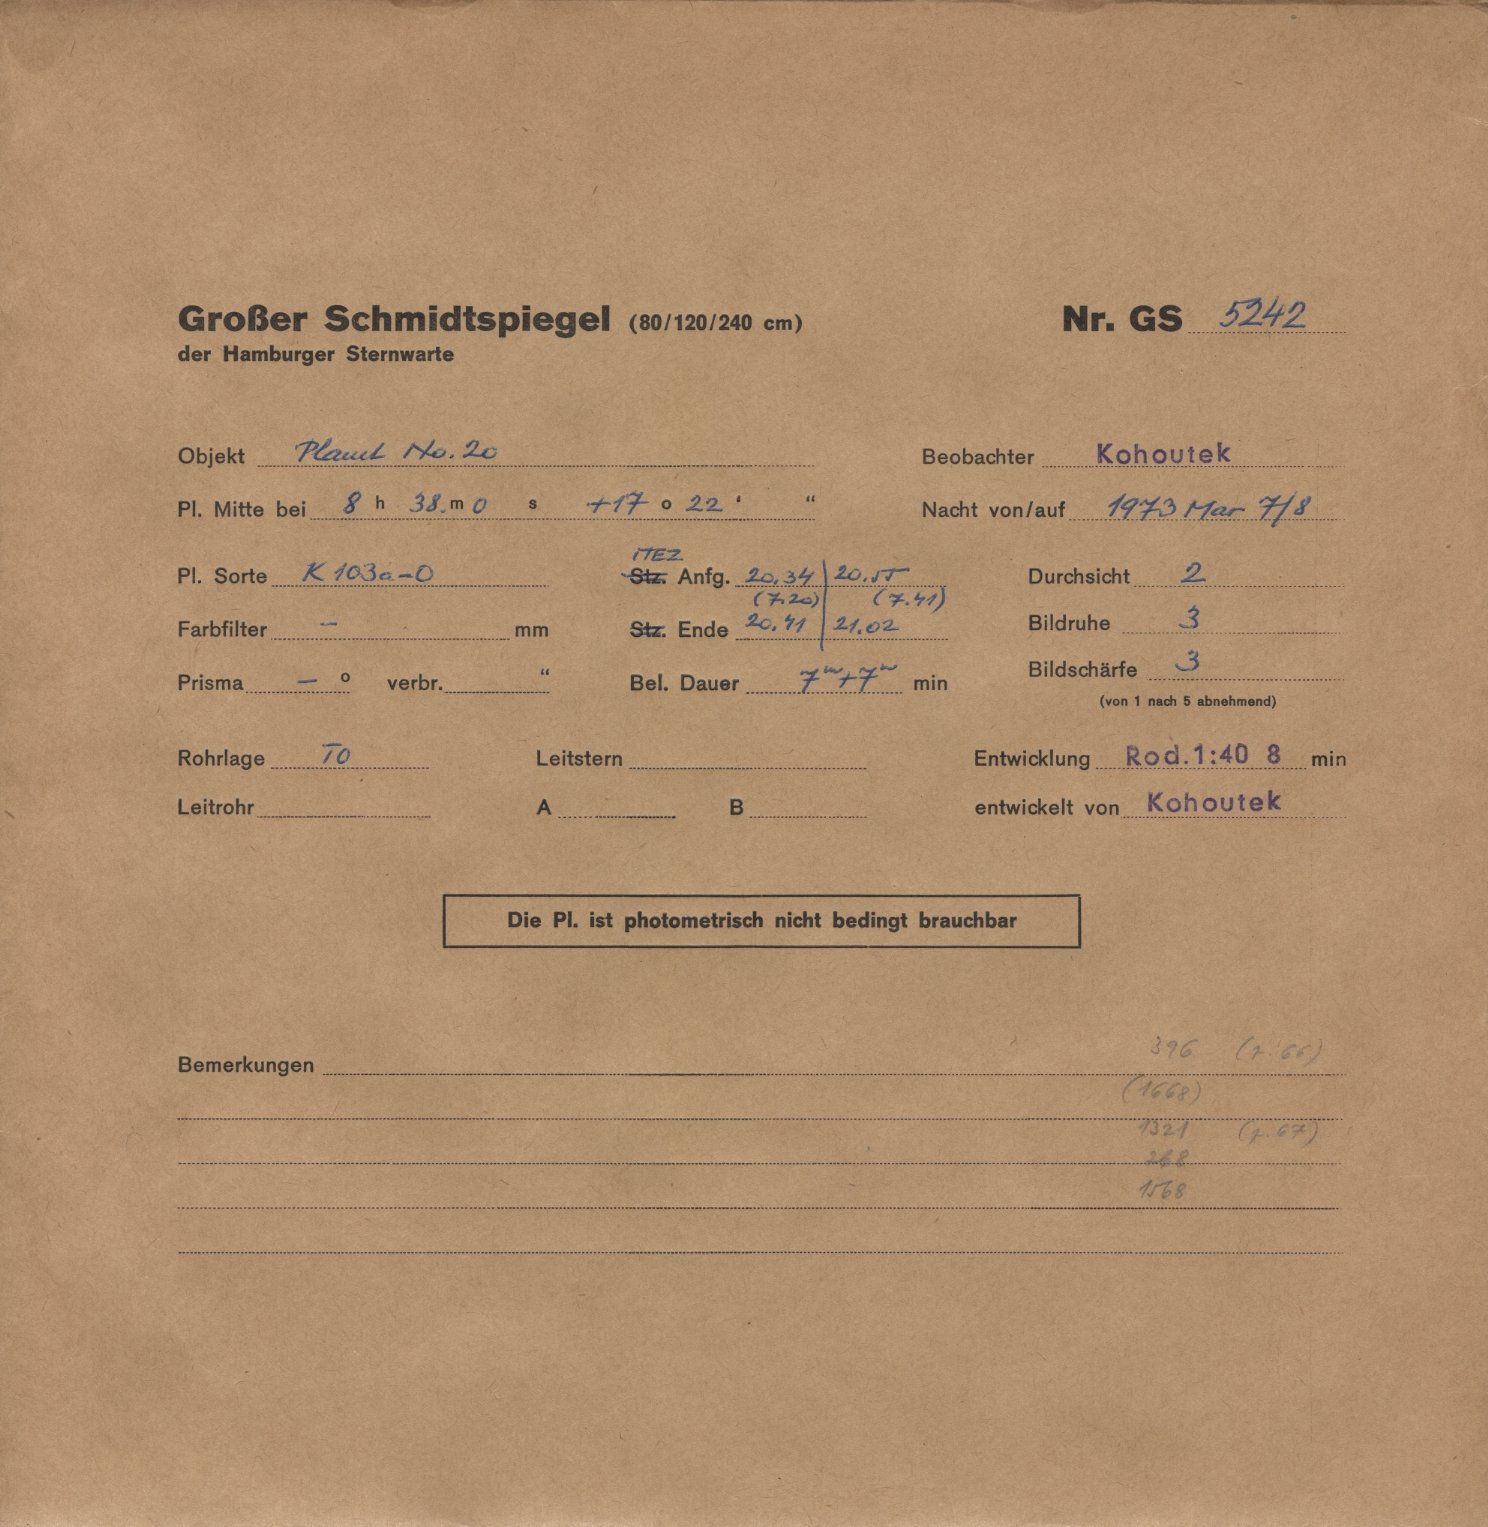 Großer Schmidtspiegel (80/120/240 cm) Nr. GS 5242
der Hamburger Sternwarte
Objekt Planet No. 20 Beobachter Kohoutek
Pl. Mitte bei 8 h 38. m 0 s +17 o 22 ' " Nacht von/auf 1973 Mar 7/8
MEZ
Pl. Sorte K 103a-O Stz. Anfg. 20.34 | 20.55 Durchsicht 2
(7.20) (7.41)
Farbfilter – mm Stz. Ende 20.41 | 21.02 Bildruhe 3
Prisma – o verbr. " Bel. Dauer 7m+7m min Bildschärfe 3
(von 1 nach 5 abnehmend)
Rohrlage TO Leitstern Entwicklung Rod.1:40 8 min
Leitrohr A B entwickelt von Kohoutek
Die Pl. ist photometrisch nicht bedingt brauchbar
Bemerkungen 396 (p. 66)
(1668)
1321 (p. 67)
268
1568